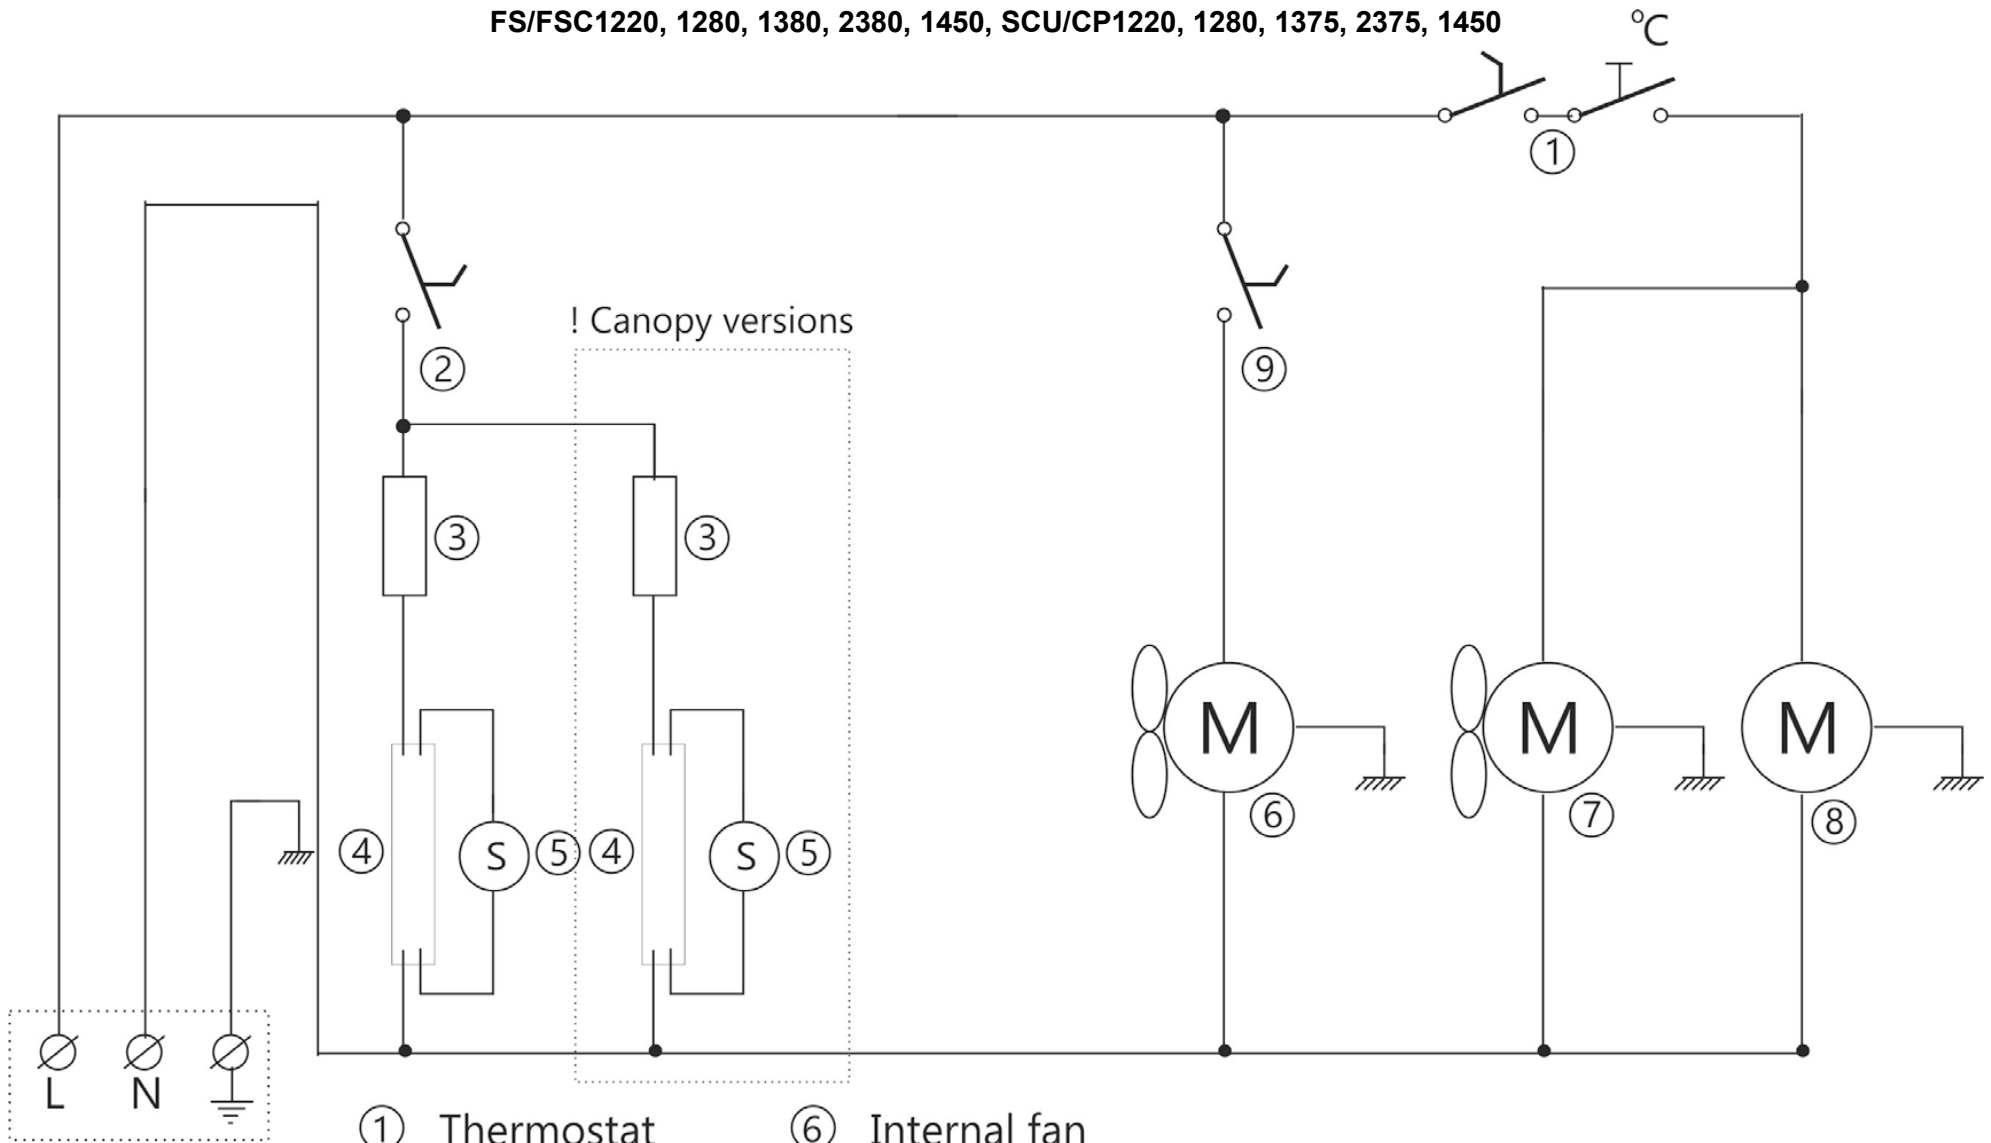 FS/FSC1220, 1280, 1380, 2380, 1450, SCU/CP1220, 1280, 1375, 2375, 1450
°C
1
! Canopy versions
2
9
3
3
M
M
M
6
7
8
4
S
5
4
S
5
L
N
1 Thermostat
6 Internal fan